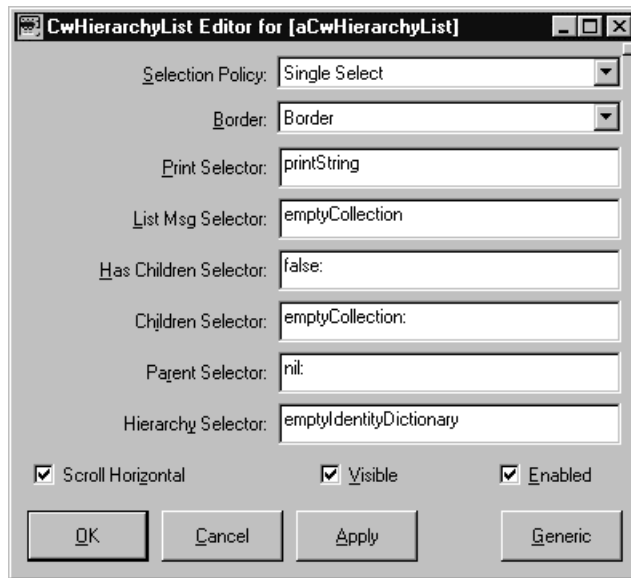 CwHierarchyList Editor for [aCwHierarchyList]
Selection Policy: Single Select
Border: Border
Print Selector: printString
List Msg Selector: emptyCollection
Has Children Selector: false:
Children Selector: emptyCollection:
Parent Selector: nil:
Hierarchy Selector: emptyIdentityDictionary
Scroll Horizontal Visible Enabled
OK Cancel Apply Generic